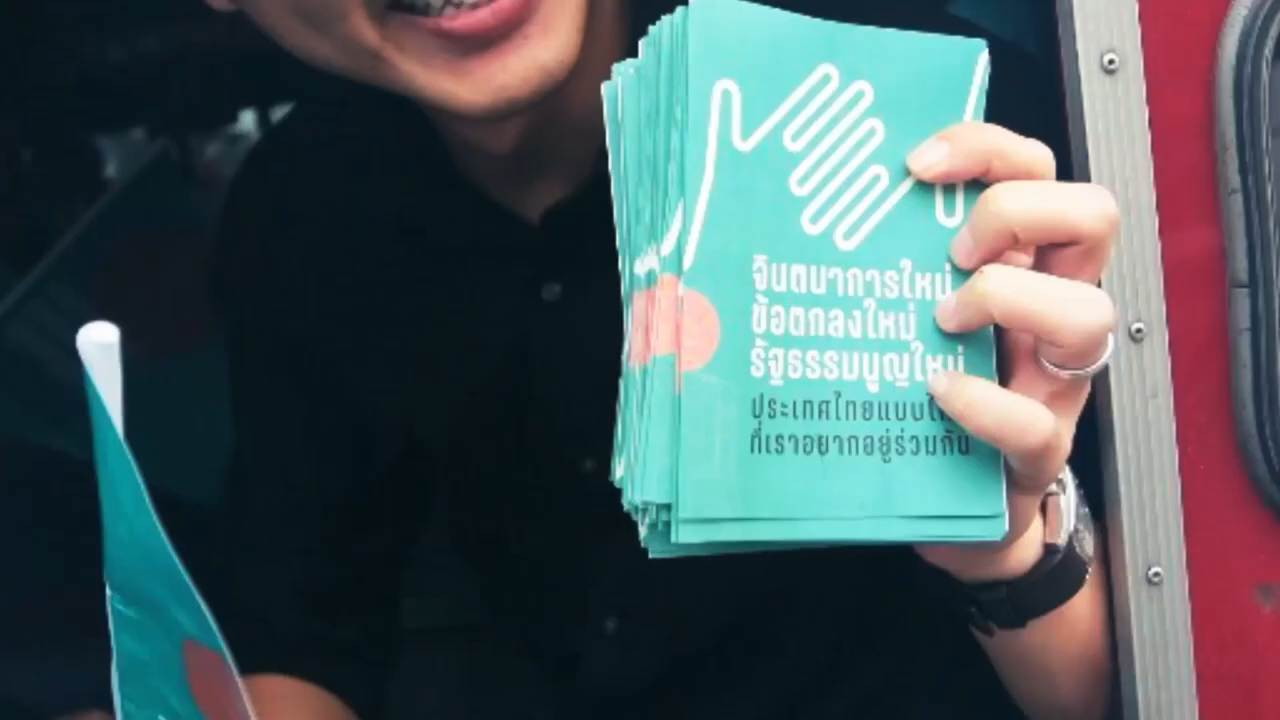 จินตนาการใหม่
ข้อตกลงใหม่
รัฐธรรมนูญใหม่
ประเทศไทยแบบ
ที่เราอยากอยู่ร่วมกัน